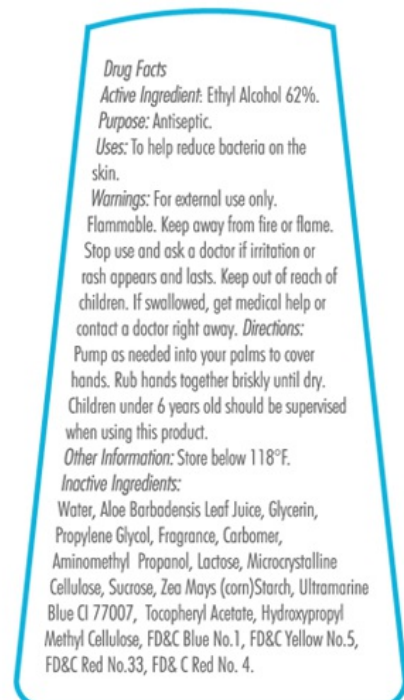 Drug Facts
Active Ingredient: Ethyl Alcohol 62%.
Purpose: Antiseptic.
Uses: To help reduce bacteria on the
skin.
Warnings: For external use only.
Flammable. Keep away from fire or flame.
Stop use and ask a doctor if irritation or
rash appears and lasts. Keep out of reach of
children. If swallowed, get medical help or
contact a doctor right away. Directions:
Pump as needed into your palms to cover
hands. Rub hands together briskly until dry.
Children under 6 years old should be supervised
when using this product.
Other Information: Store below 118°F.
Inactive Ingredients:
Water, Aloe Barbadensis Leaf Juice, Glycerin,
Propylene Glycol, Fragrance, Carbomer,
Aminomethyl Propanol, Lactose, Microcrystalline
Cellulose, Sucrose, Zea Mays (corn)Starch, Ultramarine
Blue CI 77007, Tocopheryl Acetate, Hydroxypropyl
Methyl Cellulose, FD&C Blue No.1, FD&C Yellow No.5,
FD&C Red No.33, FD& C Red No. 4.